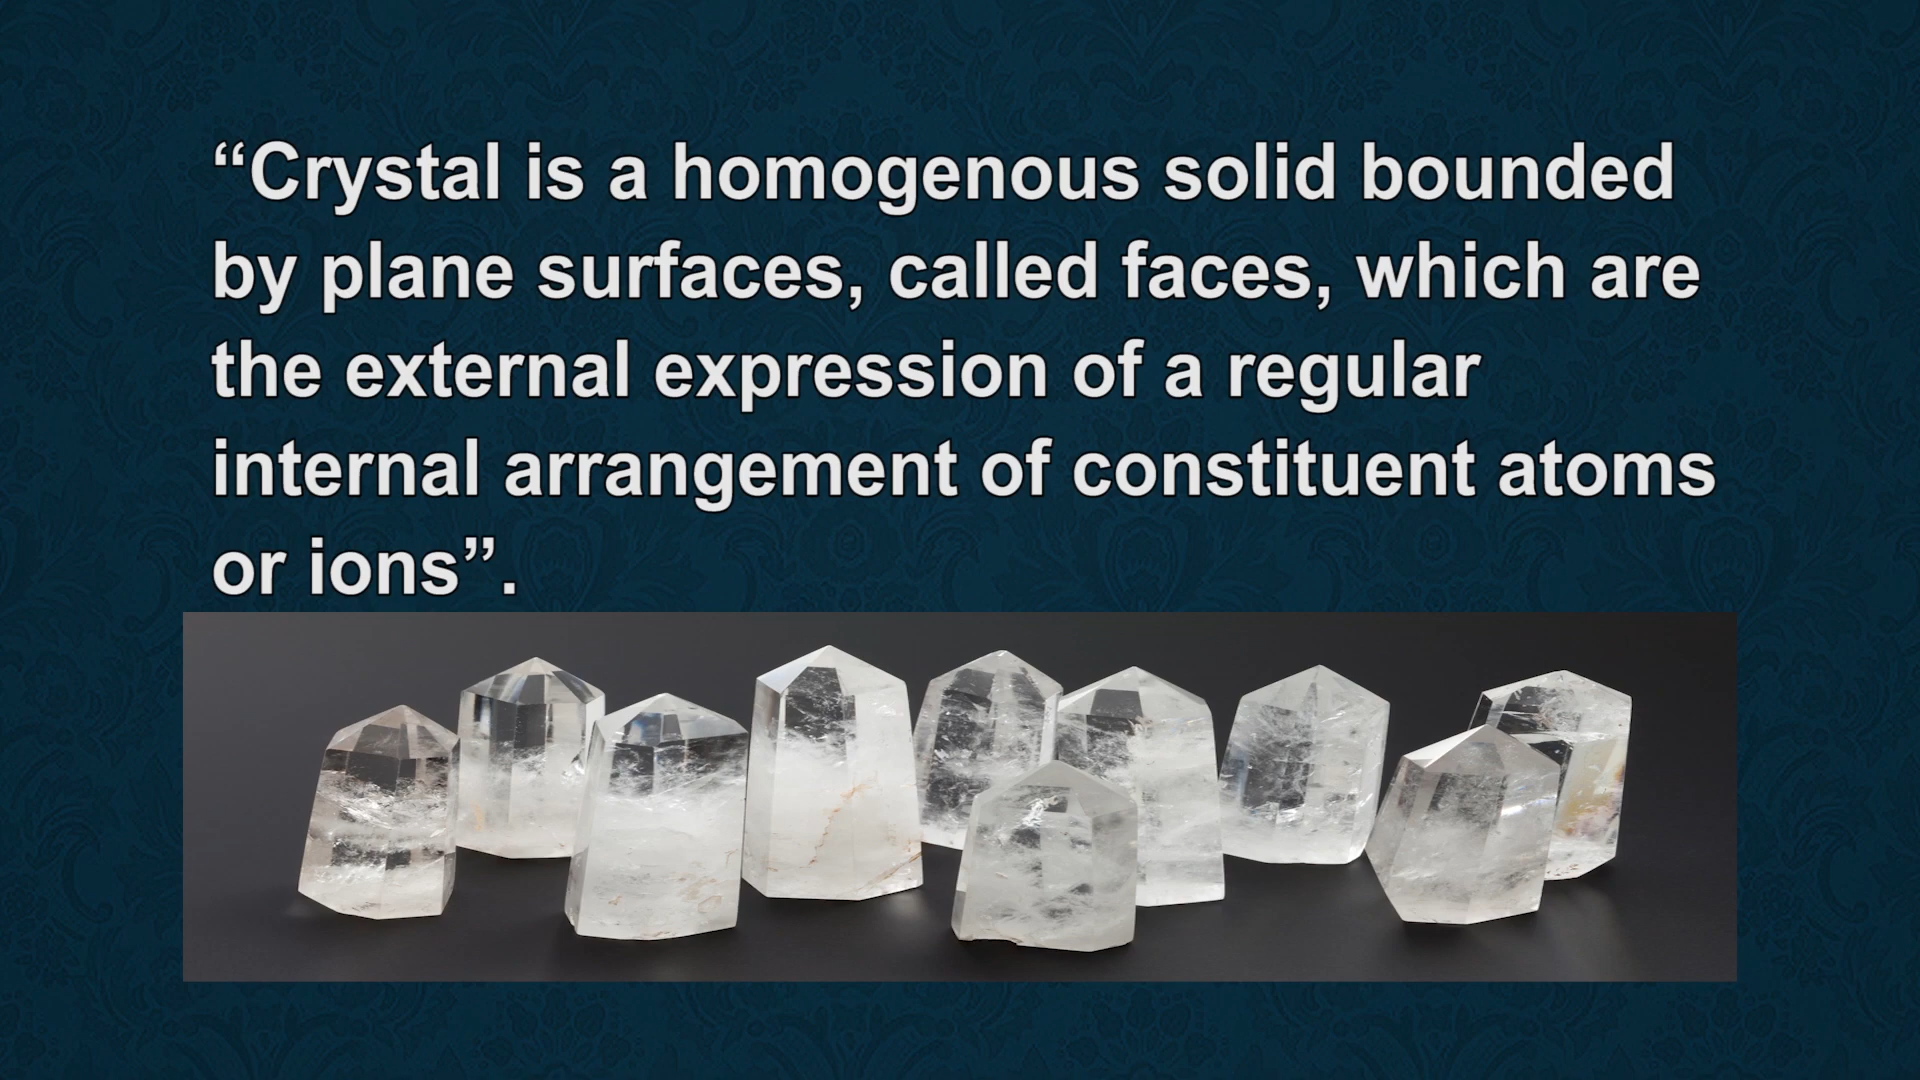 “Crystal is a homogenous solid bounded
by plane surfaces, called faces, which are
the external expression of a regular
internal arrangement of constituent atoms
or ions”.